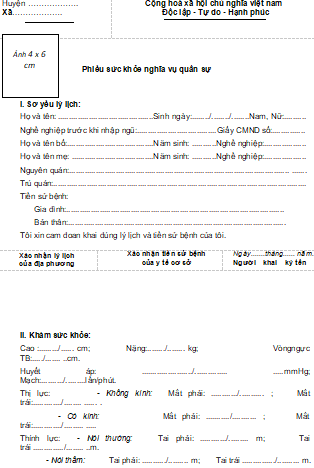 Huyện ......................
Xã......................
Cộng hoà xã hội chủ nghĩa việt nam
Độc lập - Tự do - Hạnh phúc
Ảnh 4 x 6
cm
Phiếu sức khỏe nghĩa vụ quân sự
I. Sơ yếu lý lịch:
Họ và tên:.......................................Sinh ngày:......./......./.......Nam, Nữ:..........
Nghề nghiệp trước khi nhập ngũ:.................................Giấy CMND số:..............
Họ và tên bố:....................................Năm sinh: ..........Nghề nghiệp:..................
Họ và tên mẹ: ...................................Năm sinh: ..........Nghề nghiệp:..................
Nguyên quán:..................................................................................................
Trú quán:........................................................................................................
Tiền sử bệnh:
Gia đình:.........................................................................................
Bản thân:.........................................................................................
Tôi xin cam đoan khai đúng lý lịch và tiền sử bệnh của tôi.
Xác nhận lý lịch
của địa phương
Xác nhận tiền sử bệnh
của y tế cơ sở
Ngày.......tháng...... năm.
Người khai ký tên
II. Khám sức khỏe:
Cao :......../...... cm; Nặng:......./........ kg; Vòngngực
TB:...../....... ..cm.
Huyết áp: ..................../.................... ......mmHg;
Mạch:........./.........lần/phút.
Thị lực: - Không kính: Mắt phải: ........../........... ; Mắt
trái:............/........ ...... .
- Có kính: Mắt phải: ........../........... ; Mắt
trái:............/........ ......
Thính lực: - Nói thường: Tai phải:............/........ m; Tai
trái ............./........ ..m.
- Nói thầm: Tai phải: ............/........ m; Tai trái ............/........ m.